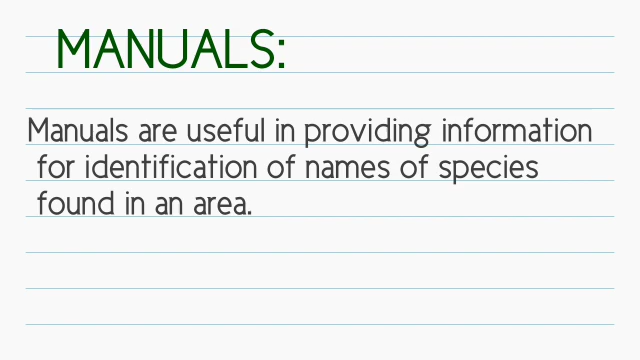 MANUALS:
Manuals are useful in providing information
for identification of names of species
found in an area.